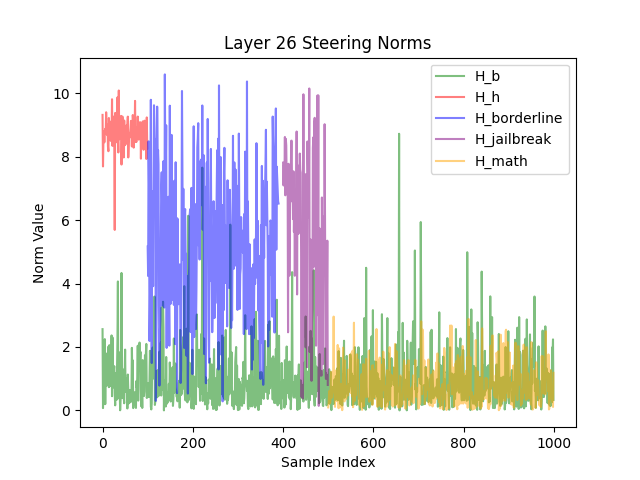 Layer 26 Steering Norms
H_b
H_h
H_borderline
H_jailbreak
H_math
Norm Value
10
8
6
4
2
0
0 200 400 600 800 1000
Sample Index